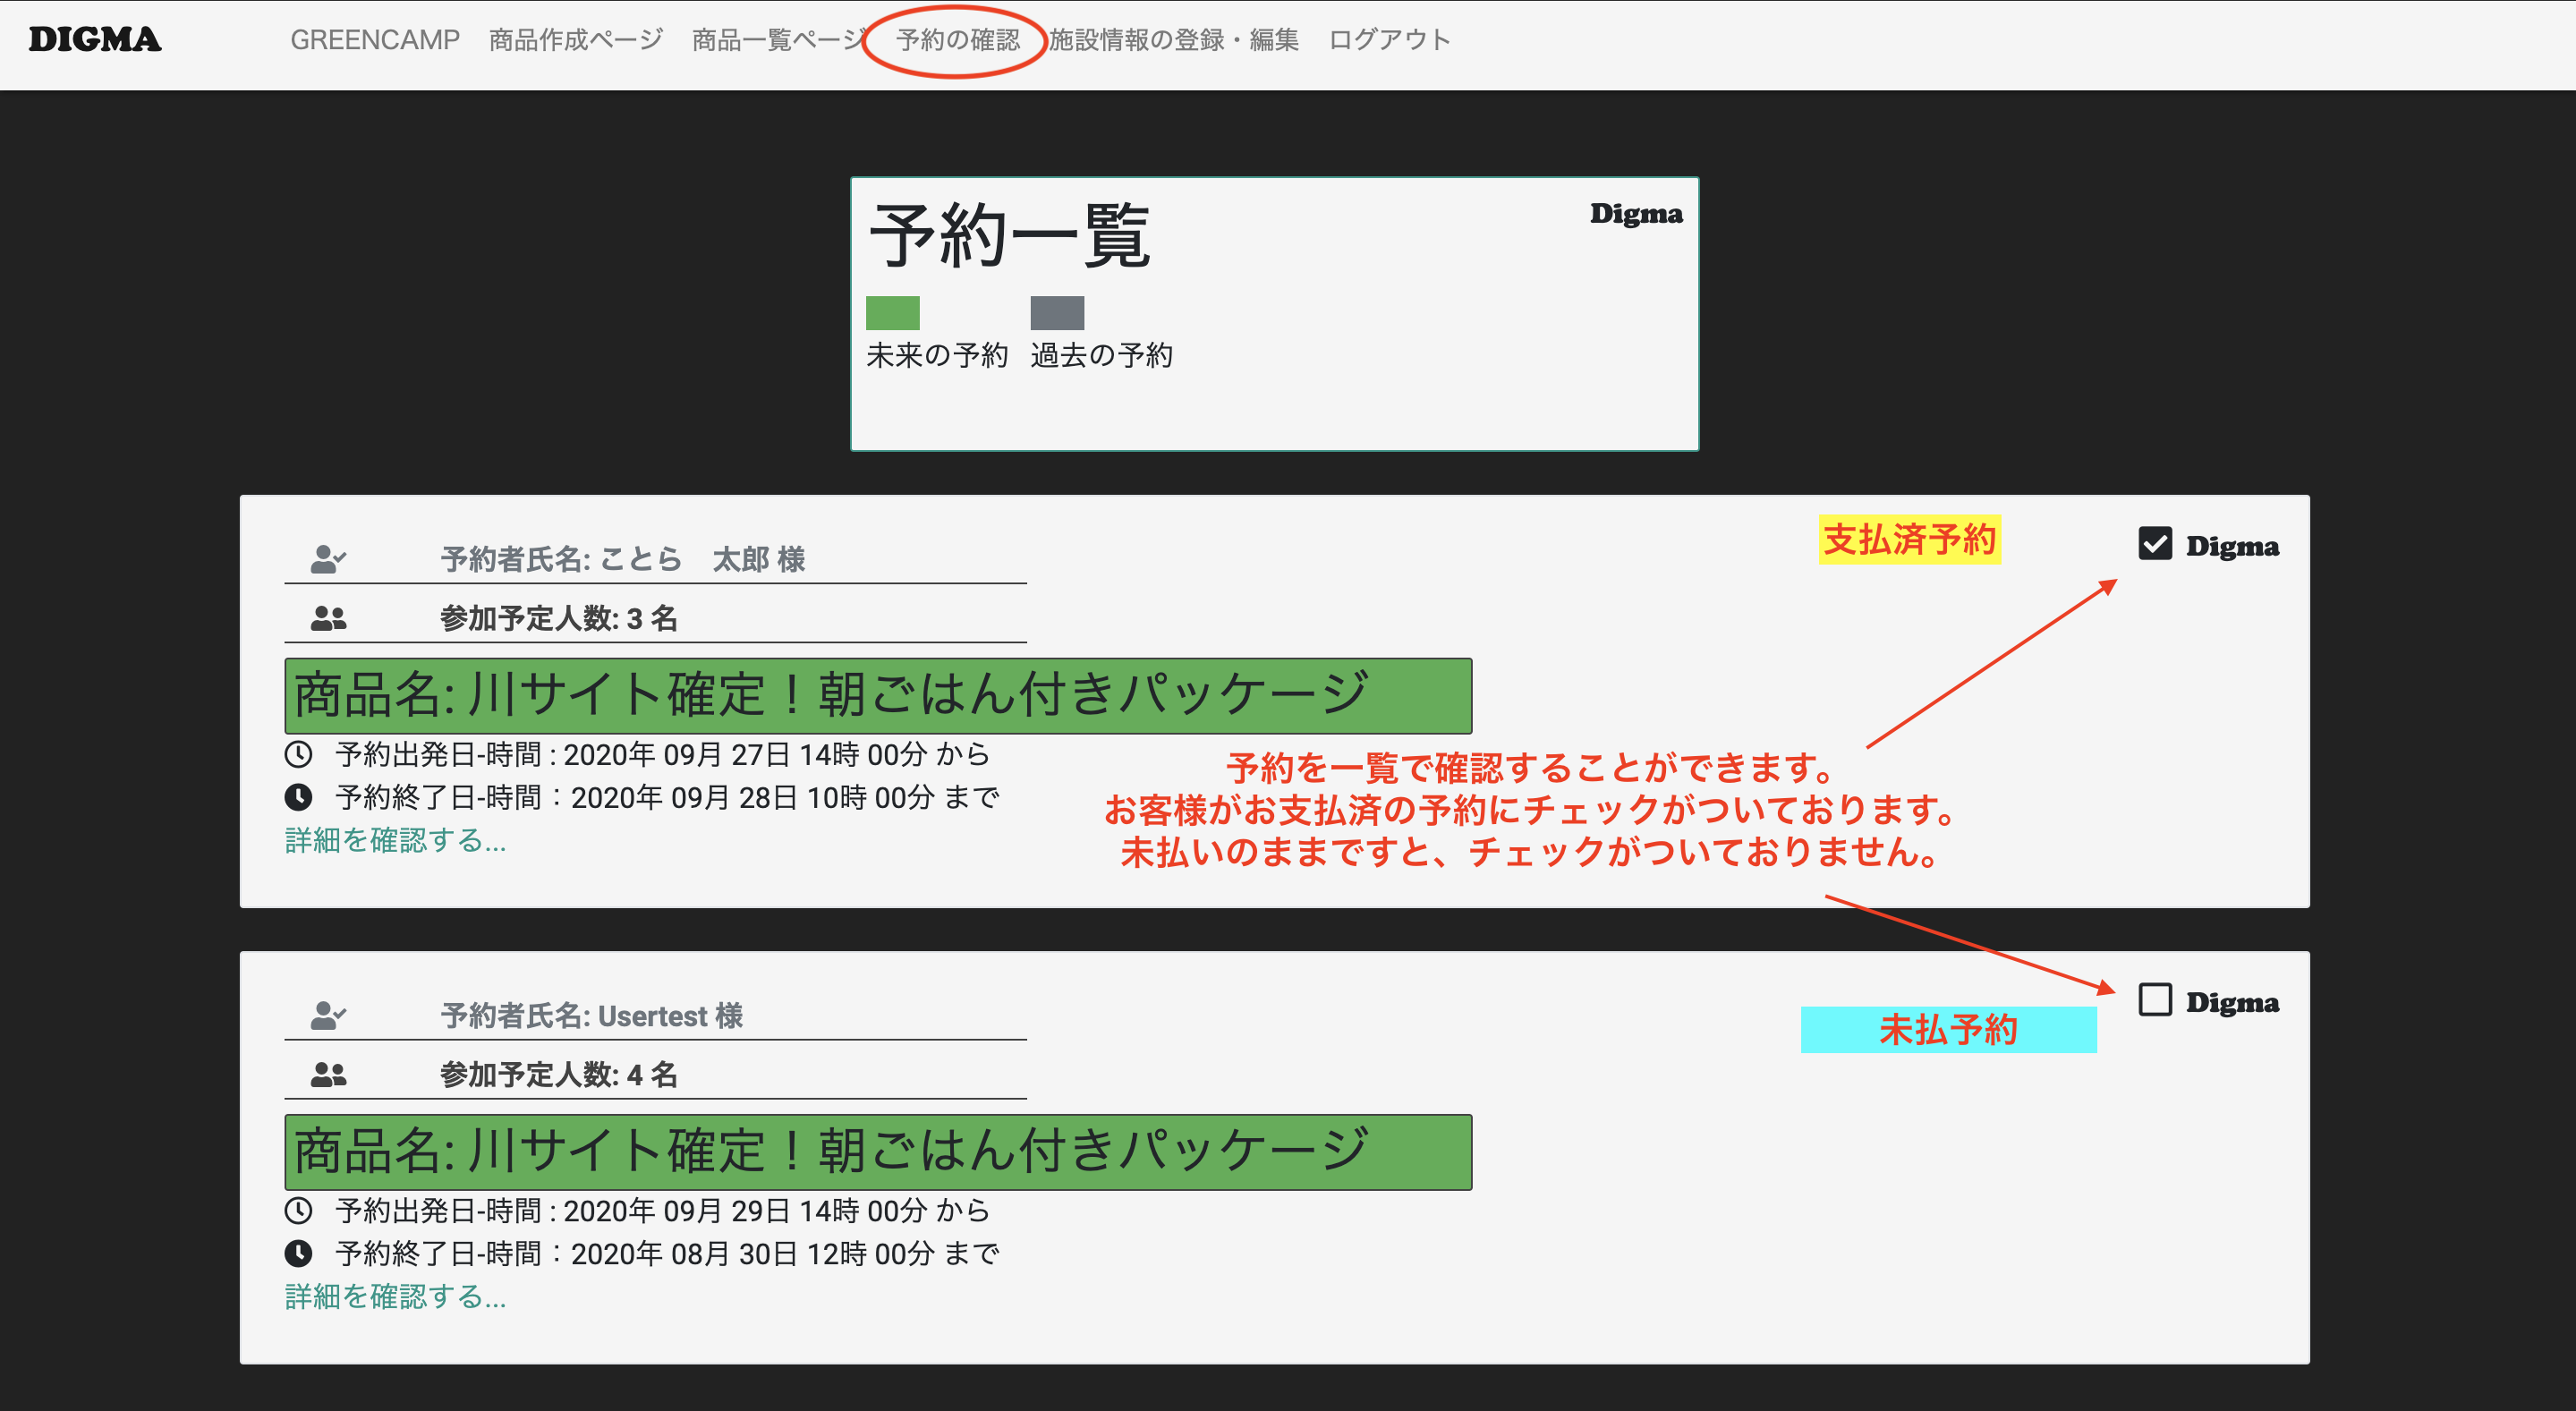 DIGMA GREENCAMP 商品作成ページ 商品一覧ページ 予約の確認 施設情報の登録・編集 ログアウト
予約一覧 Digma
未来の予約 過去の予約
支払済予約 Digma
予約者氏名: ことら　太郎 様
参加予定人数: 3 名
商品名: 川サイト確定！朝ごはん付きパッケージ
予約出発日-時間 : 2020年 09月 27日 14時 00分 から
予約終了日-時間：2020年 09月 28日 10時 00分 まで
詳細を確認する...
予約を一覧で確認することができます。
お客様がお支払済の予約にチェックがついております。
未払いのままですと、チェックがついておりません。
Digma
未払予約
予約者氏名: Usertest 様
参加予定人数: 4 名
商品名: 川サイト確定！朝ごはん付きパッケージ
予約出発日-時間 : 2020年 09月 29日 14時 00分 から
予約終了日-時間：2020年 08月 30日 12時 00分 まで
詳細を確認する...